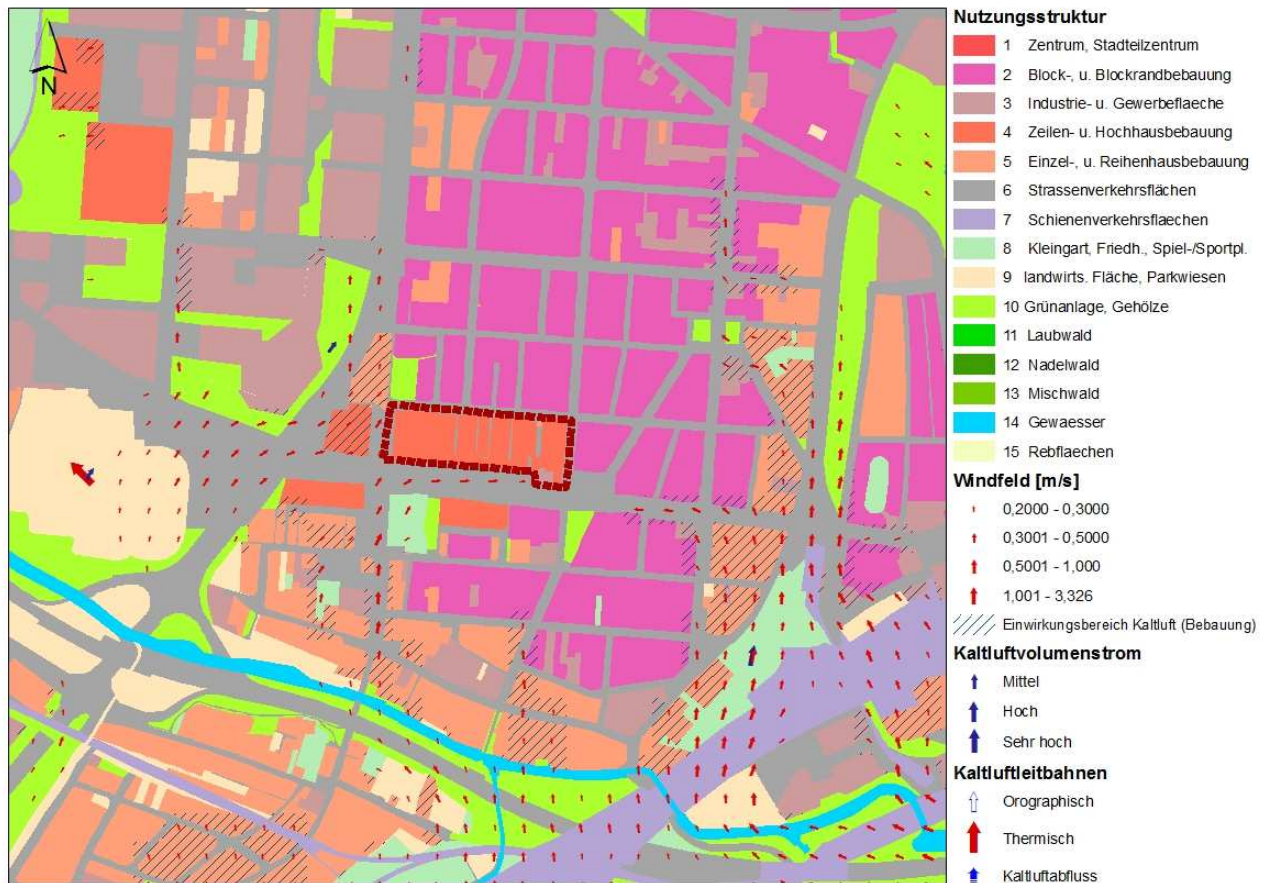 N
Nutzungsstruktur
1 Zentrum, Stadteilzentrum
2 Block-, u. Blockrandbebauung
3 Industrie- u. Gewerbeflaeche
4 Zeilen- u. Hochhausbebauung
5 Einzel-, u. Reihenhausbebauung
6 Strassenverkehrsflächen
7 Schienenverkehrsflaechen
8 Kleingart, Friedh., Spiel-/Sportpl.
9 landwirts. Fläche, Parkwiesen
10 Grünanlage, Gehölze
11 Laubwald
12 Nadelwald
13 Mischwald
14 Gewaesser
15 Rebflaechen
Windfeld [m/s]
0,2000 - 0,3000
0,3001 - 0,5000
0,5001 - 1,000
1,001 - 3,326
Einwirkungsbereich Kaltluft (Bebauung)
Kaltluftvolumenstrom
Mittel
Hoch
Sehr hoch
Kaltluftleitbahnen
Orographisch
Thermisch
Kaltluftabfluss